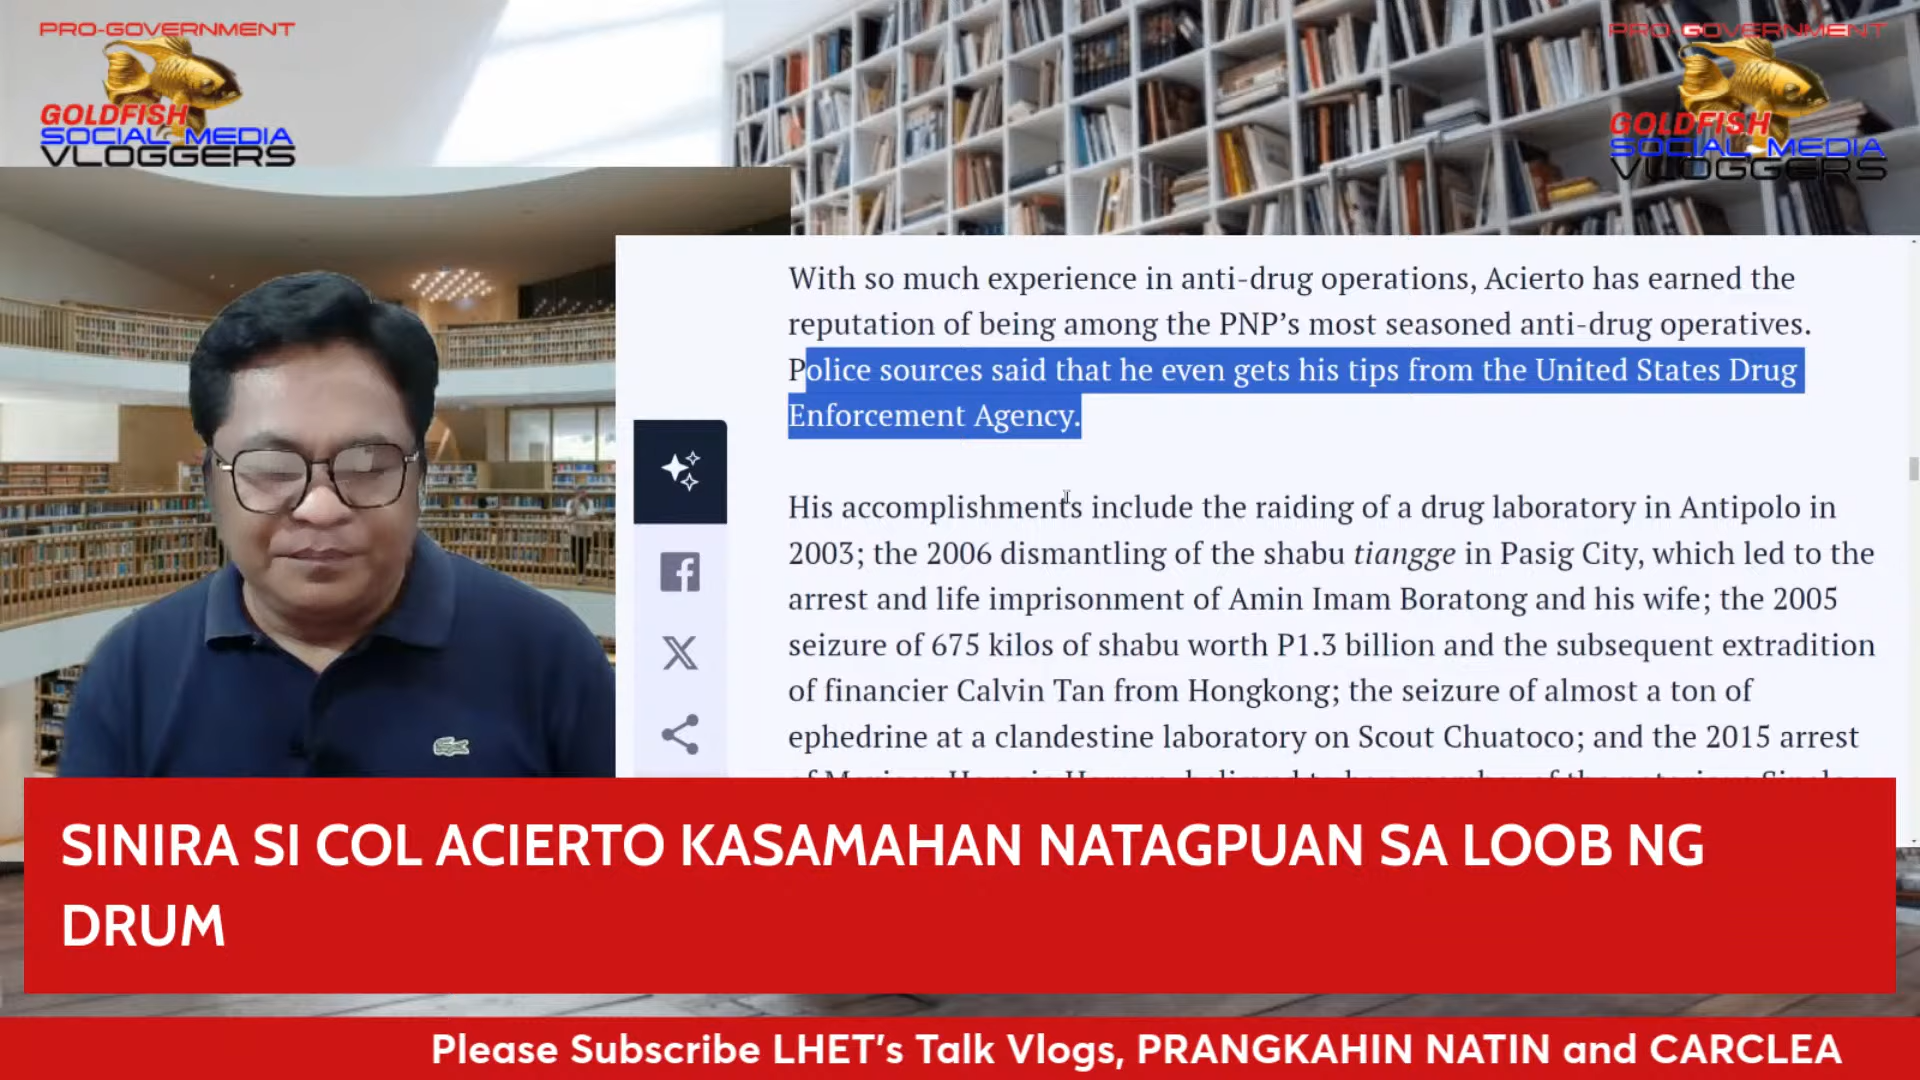 PRO-GOVERNMENT
GOLDFISH
SOCIAL MEDIA
VLOGGERS
PRO-GOVERNMENT
GOLDFISH
SOCIAL MEDIA
VLOGGERS
With so much experience in anti-drug operations, Acierto has earned the
reputation of being among the PNP’s most seasoned anti-drug operatives.
Police sources said that he even gets his tips from the United States Drug
Enforcement Agency.
His accomplishments include the raiding of a drug laboratory in Antipolo in
2003; the 2006 dismantling of the shabu tiangge in Pasig City, which led to the
arrest and life imprisonment of Amin Imam Boratong and his wife; the 2005
seizure of 675 kilos of shabu worth P1.3 billion and the subsequent extradition
of financier Calvin Tan from Hongkong; the seizure of almost a ton of
ephedrine at a clandestine laboratory on Scout Chuatoco; and the 2015 arrest
SINIRA SI COL ACIERTO KASAMAHAN NATAGPUAN SA LOOB NG
DRUM
Please Subscribe LHET's Talk Vlogs, PRANGKAHIN NATIN and CARCLEA